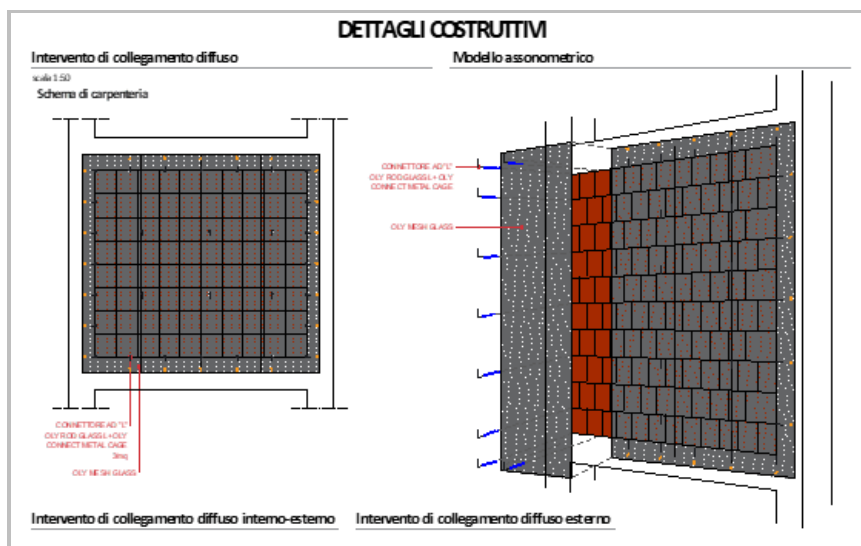 DETTAGLI COSTRUTTIVI
Intervento di collegamento diffuso
scala 1:50
Schema di carpenteria
CONNETTORE AD "L"
OLY ROD GLASS L + OLY
CONNECT METAL CAGE
3mq
OLY MESH GLASS
Modello assonometrico
CONNETTORE AD "L"
OLY ROD GLASS L + OLY
CONNECT METAL CAGE
OLY MESH GLASS
Intervento di collegamento diffuso interno-esterno
Intervento di collegamento diffuso esterno